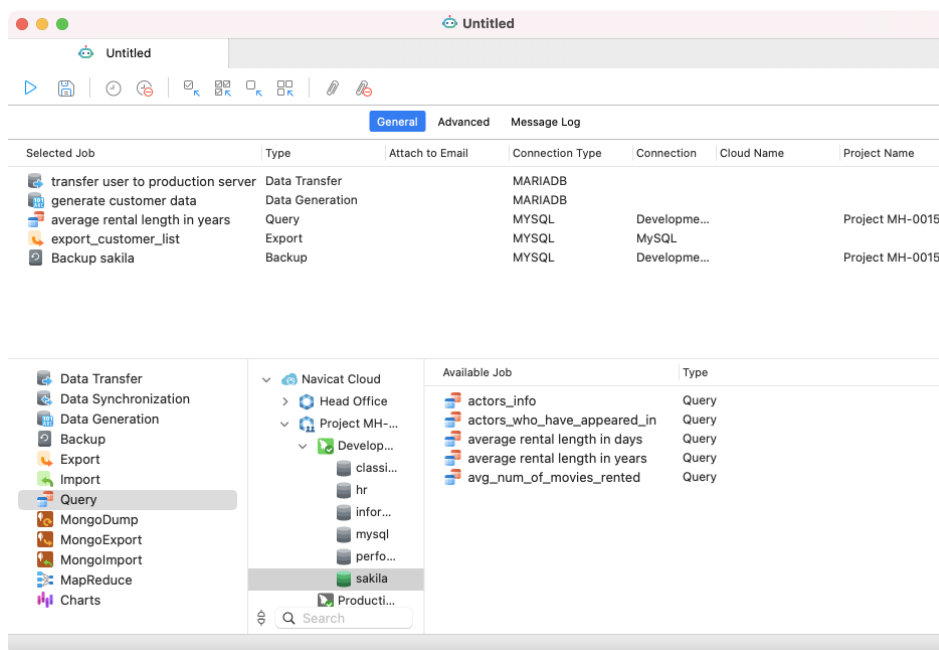 Untitled
Untitled
General Advanced Message Log
Selected Job Type Attach to Email Connection Type Connection Cloud Name Project Name
transfer user to production server Data Transfer MARIADB
generate customer data Data Generation MARIADB
average rental length in years Query MYSQL Developme... Project MH-0015
export_customer_list Export MYSQL MySQL
Backup sakila Backup MYSQL Developme... Project MH-0015
Data Transfer
Data Synchronization
Data Generation
Backup
Export
Import
Query
MongoDump
MongoExport
MongoImport
MapReduce
Charts
Navicat Cloud
Head Office
Project MH-...
Develop...
classi...
hr
infor...
mysql
perfo...
sakila
Producti...
Search
Available Job Type
actors_info Query
actors_who_have_appeared_in Query
average rental length in days Query
average rental length in years Query
avg_num_of_movies_rented Query